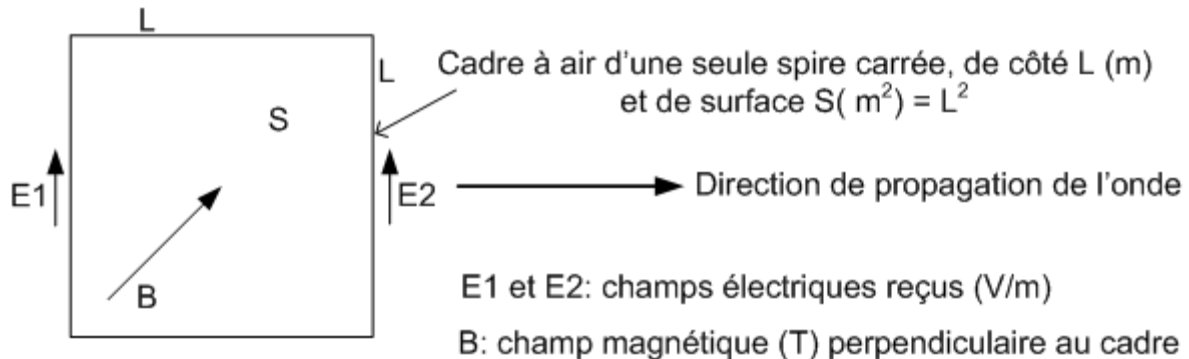 L
L
Cadre à air d'une seule spire carrée, de côté L (m)
et de surface S( m²) = L²
S
E1
E2
Direction de propagation de l'onde
B
E1 et E2: champs électriques reçus (V/m)
B: champ magnétique (T) perpendiculaire au cadre